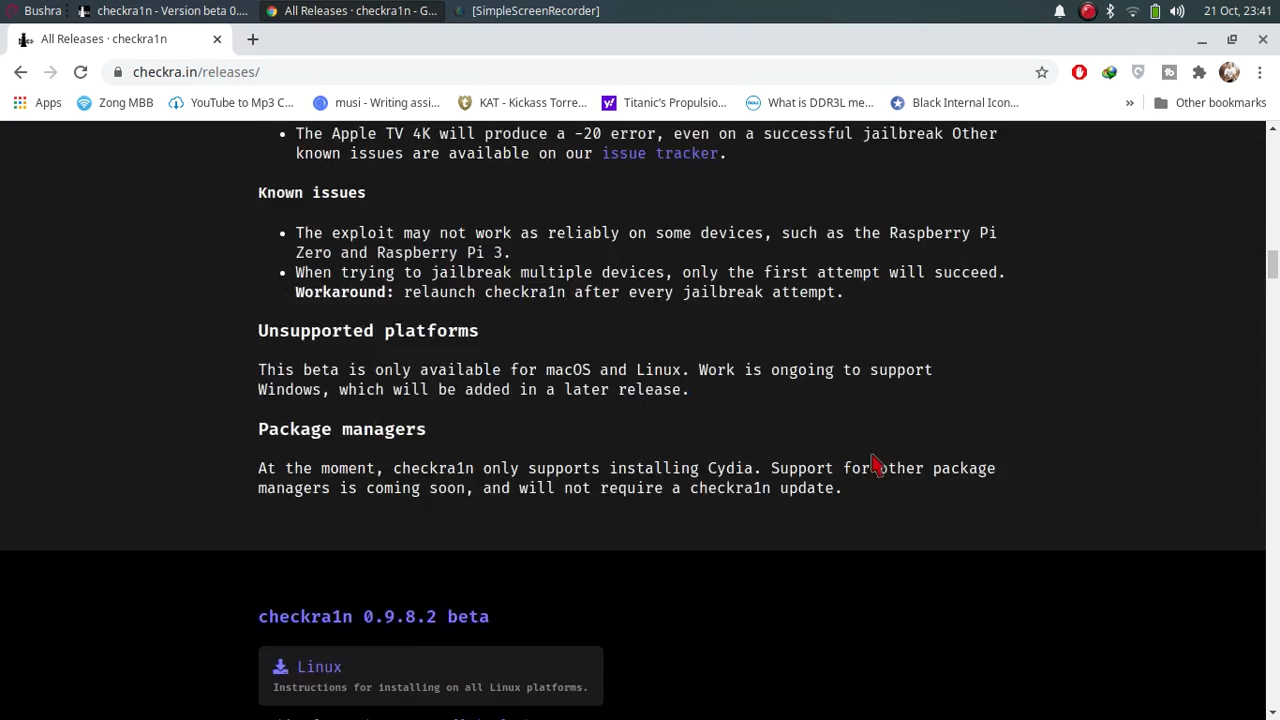 Bushra
checkra1n - Version beta 0....
All Releases · checkra1n - G...
[SimpleScreenRecorder]
21 Oct, 23:41
All Releases · checkra1n
checkra.in/releases/
Apps
Zong MBB
YouTube to Mp3 C...
musi - Writing assi...
KAT - Kickass Torre...
Titanic's Propulsio...
What is DDR3L me...
Black Internal Icon...
»
Other bookmarks
• The Apple TV 4K will produce a -20 error, even on a successful jailbreak Other
known issues are available on our issue tracker.
Known issues
• The exploit may not work as reliably on some devices, such as the Raspberry Pi
Zero and Raspberry Pi 3.
• When trying to jailbreak multiple devices, only the first attempt will succeed.
Workaround: relaunch checkra1n after every jailbreak attempt.
Unsupported platforms
This beta is only available for macOS and Linux. Work is ongoing to support
Windows, which will be added in a later release.
Package managers
At the moment, checkra1n only supports installing Cydia. Support for other package
managers is coming soon, and will not require a checkra1n update.
checkra1n 0.9.8.2 beta
Linux
Instructions for installing on all Linux platforms.